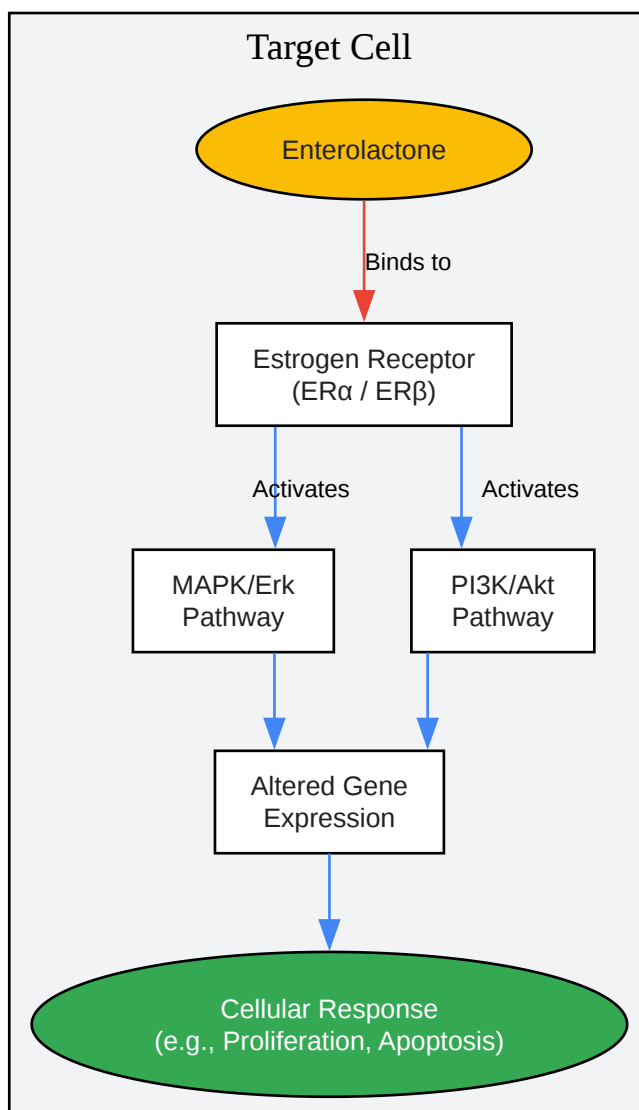 Target Cell
Enterolactone
Binds to
Estrogen Receptor
(ERα / ERβ)
Activates
Activates
MAPK/Erk
Pathway
PI3K/Akt
Pathway
Altered Gene
Expression
Cellular Response
(e.g., Proliferation, Apoptosis)